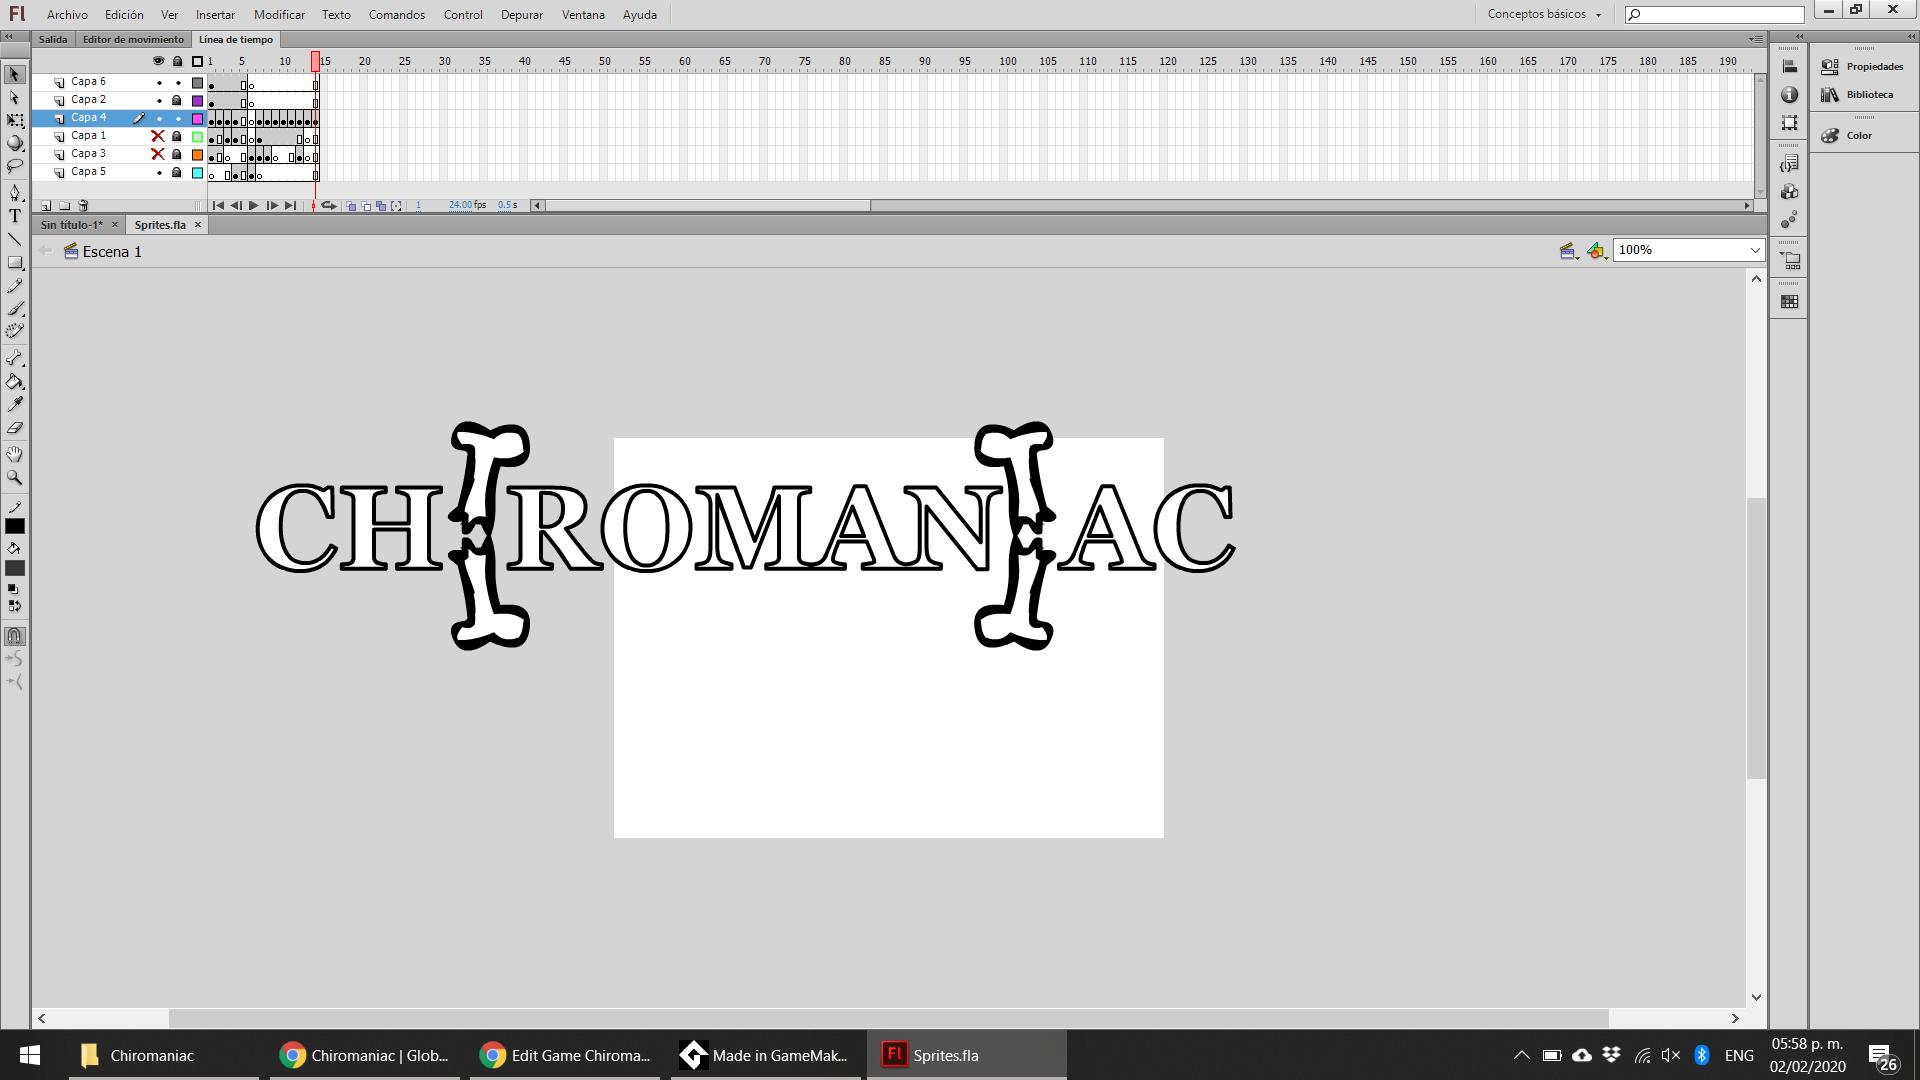 Fl Archivo Edición Ver Insertar Modificar Texto Comandos Control Depurar Ventana Ayuda Conceptos básicos
Salida Editor de movimiento Línea de tiempo
1 5 10 15 20 25 30 35 40 45 50 55 60 65 70 75 80 85 90 95 100 105 110 115 120 125 130 135 140 145 150 155 160 165 170 175 180 185 190
Capa 6
Capa 2
Capa 4
Capa 1
Capa 3
Capa 5
1 24.00 fps 0.5 s
Propiedades
Biblioteca
Color
Sin título-1* Sprites.fla
Escena 1
100%
T
CHIROMANIAC
Chiromaniac
Chiromaniac | Glob...
Edit Game Chiroma...
Made in GameMak...
Fl Sprites.fla
ENG
05:58 p. m.
02/02/2020
26